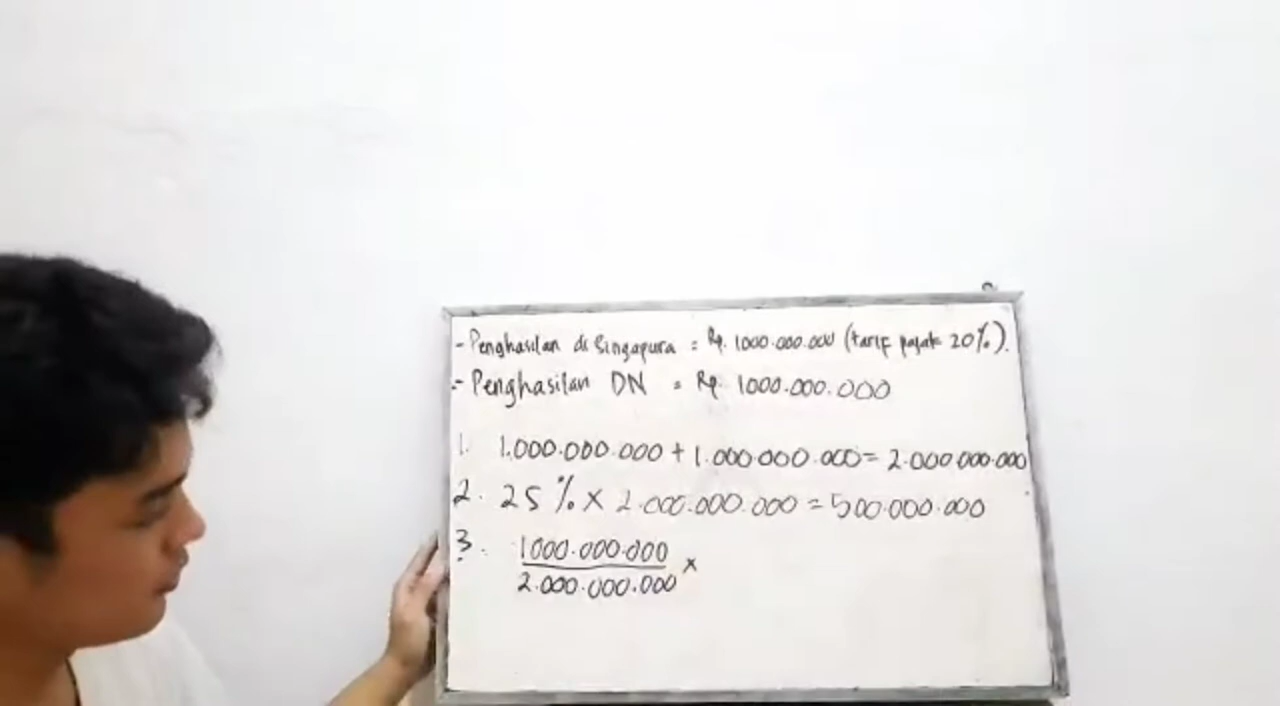 - Penghasilan di Singapura = Rp. 1000.000.000 (tarif pajak 20%).
- Penghasilan DN = Rp. 1000.000.000
1. 1.000.000.000 + 1.000.000.000 = 2.000.000.000
2. 25% x 2.000.000.000 = 500.000.000
3. 1000.000.000
2.000.000.000 x